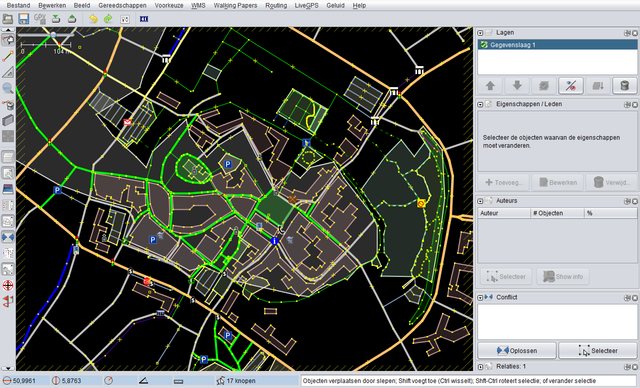 Bestand Bewerken Beeld Gereedschappen Voorkeuze WMS Walking Papers Routing LiveGPS Geluid Help
104 m
Lagen
Gegevenslaag 1
Eigenschappen / Leden
Selecteer de objecten waarvan de eigenschappen
moet veranderen.
Toevoeg... Bewerken Verwijd...
Auteurs
Auteur # Objecten %
Selecteer Show info
Conflict
Oplossen Selecteer
Relaties: 1
50,9961 5,8763 17 knopen Objecten verplaatsen door slepen; Shift voegt toe (Ctrl wisselt); Shift-Ctrl roteert selectie; of verander selectie